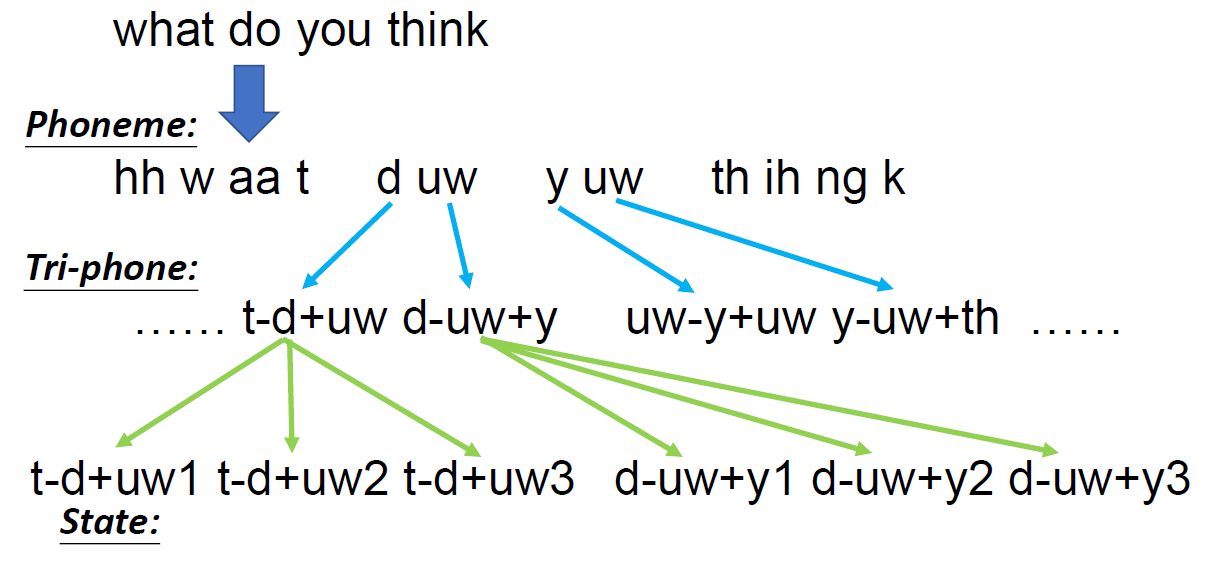 what do you think
Phoneme:
hh w aa t d uw y uw th ih ng k
Tri-phone:
...... t-d+uw d-uw+y uw-y+uw y-uw+th ......
t-d+uw1 t-d+uw2 t-d+uw3 d-uw+y1 d-uw+y2 d-uw+y3
State: